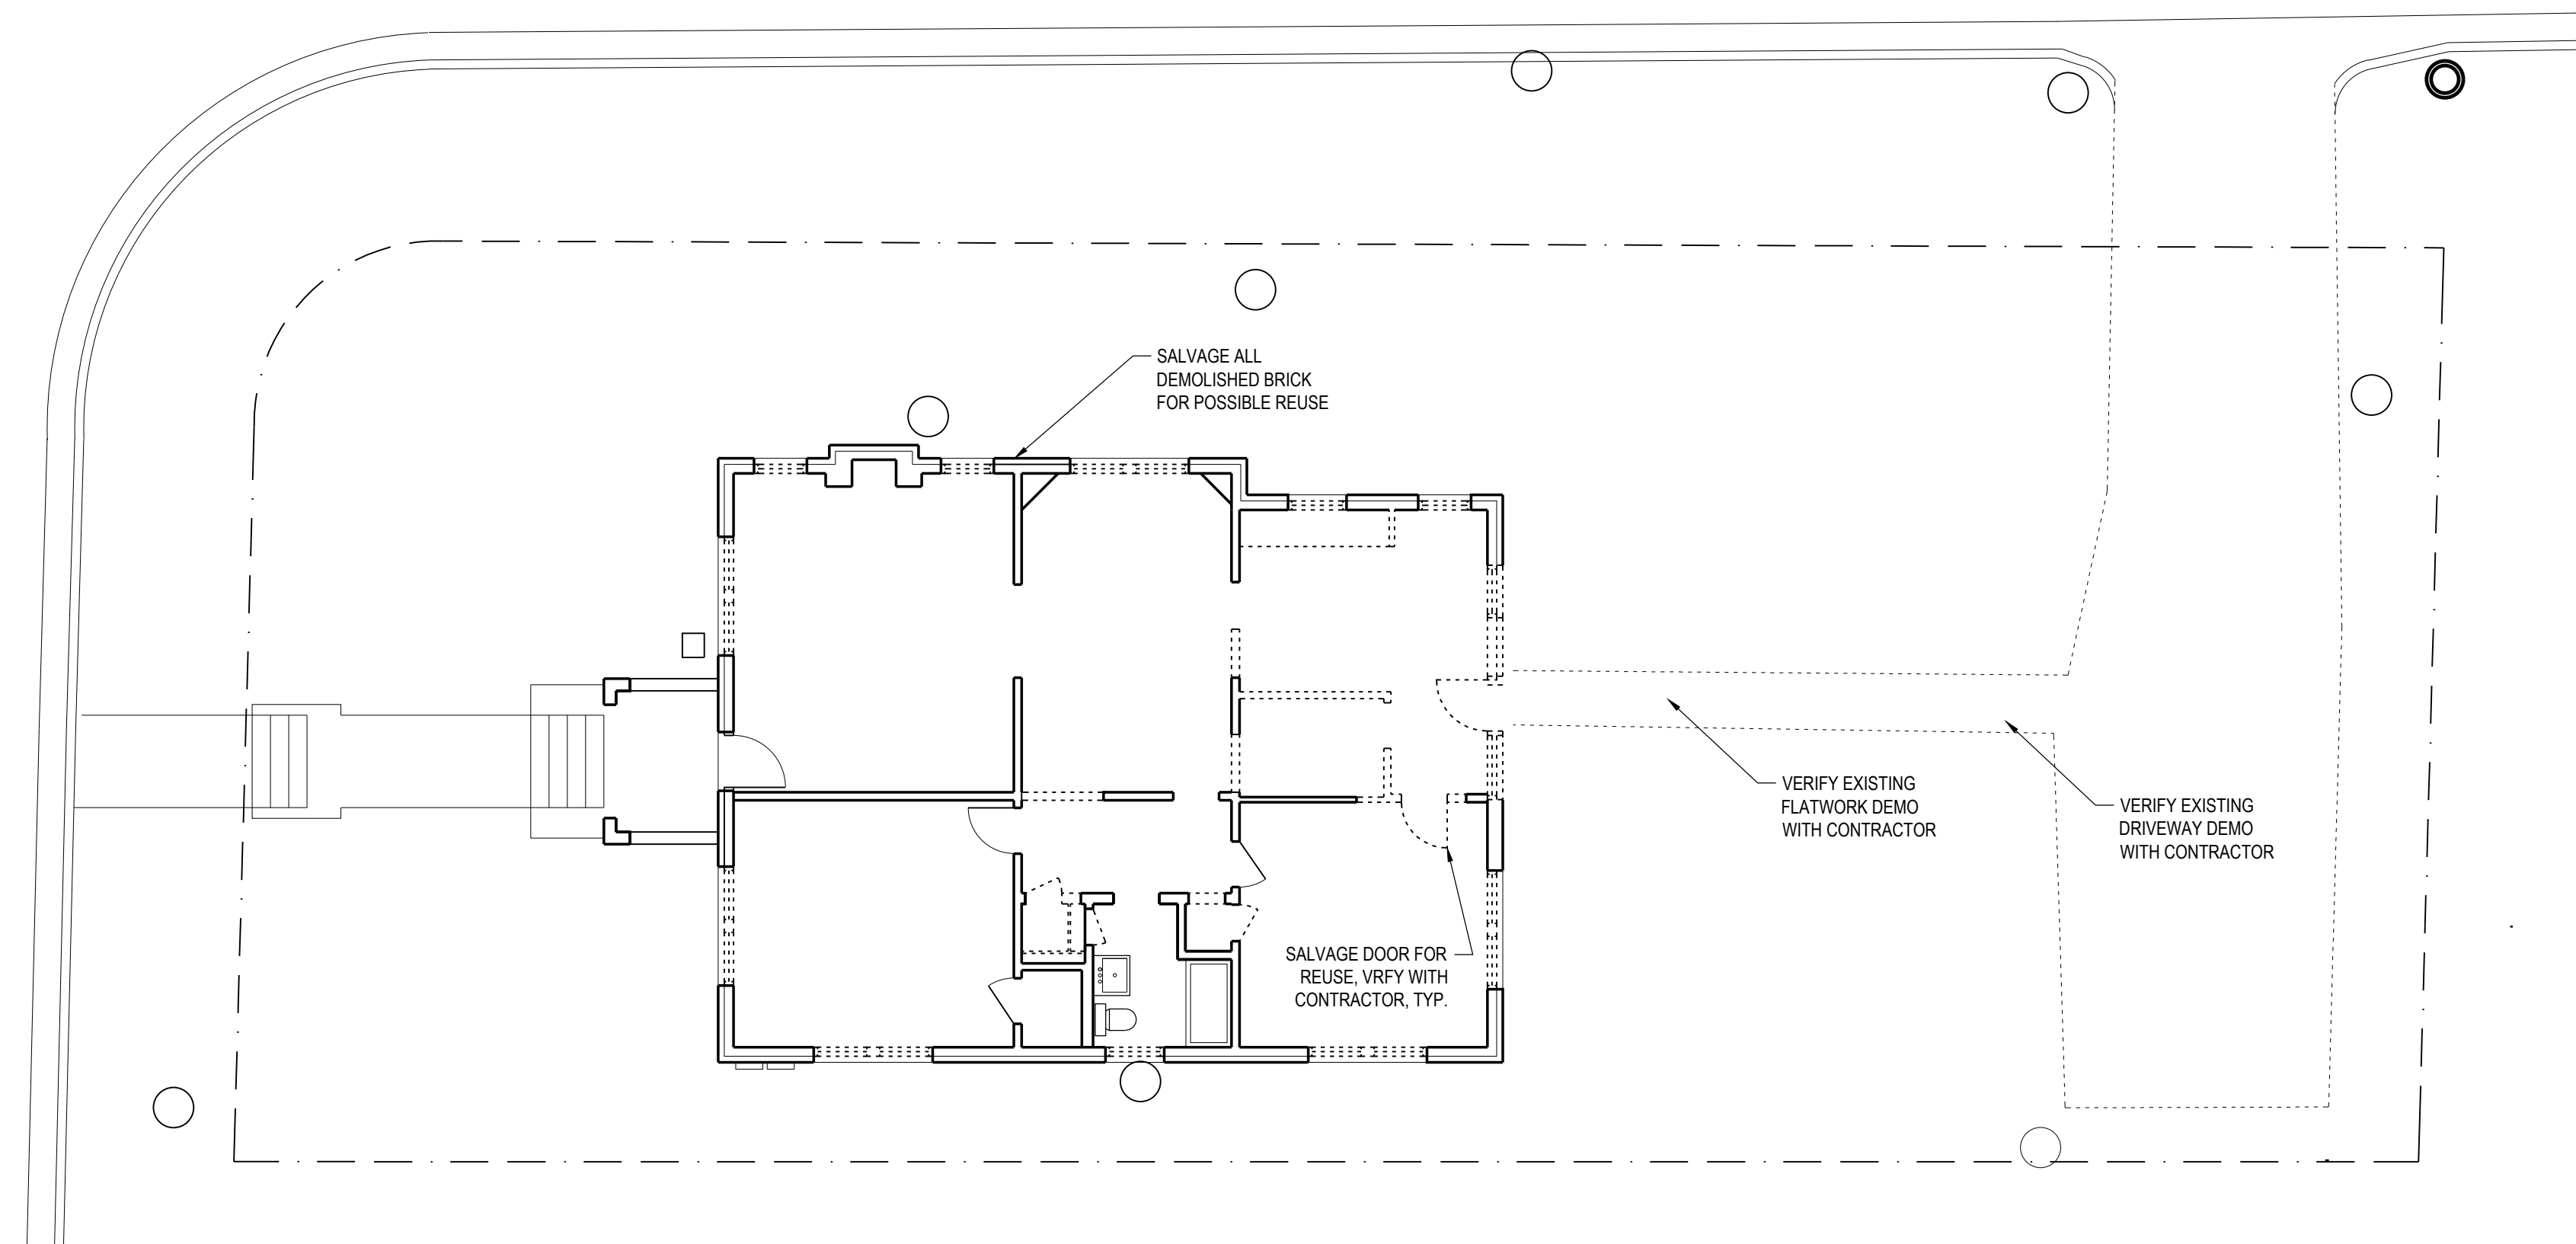 SALVAGE ALL
DEMOLISHED BRICK
FOR POSSIBLE REUSE
VERIFY EXISTING
FLATWORK DEMO
WITH CONTRACTOR
VERIFY EXISTING
DRIVEWAY DEMO
WITH CONTRACTOR
SALVAGE DOOR FOR
REUSE, VRFY WITH
CONTRACTOR, TYP.